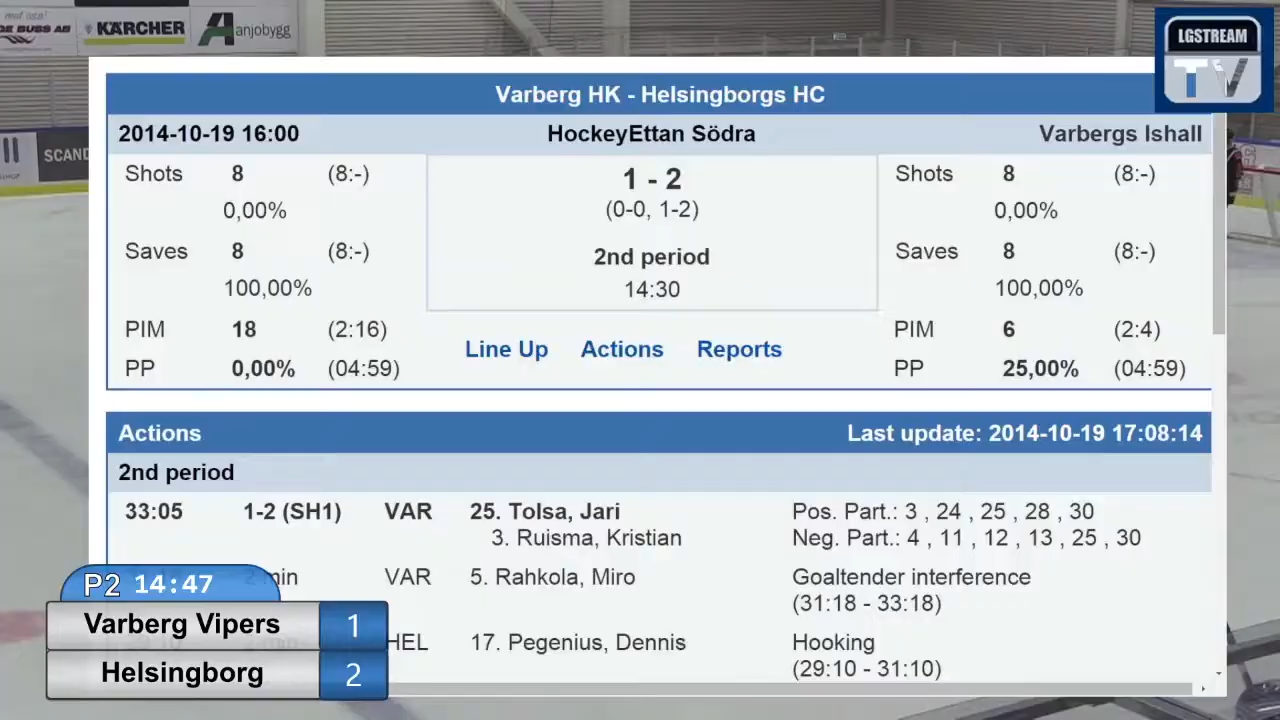 DE BUSS AB
KÄRCHER
anjobygg
LGSTREAM
TV
SCAND
Varberg HK - Helsingborgs HC
2014-10-19 16:00 HockeyEttan Södra Varbergs Ishall
Shots 8 (8:-) 1 - 2 Shots 8 (8:-)
0,00% (0-0, 1-2) 0,00%
Saves 8 (8:-) 2nd period Saves 8 (8:-)
100,00% 14:30 100,00%
PIM 18 (2:16) PIM 6 (2:4)
Line Up Actions Reports
PP 0,00% (04:59) PP 25,00% (04:59)
Actions Last update: 2014-10-19 17:08:14
2nd period
33:05 1-2 (SH1) VAR 25. Tolsa, Jari Pos. Part.: 3 , 24 , 25 , 28 , 30
3. Ruisma, Kristian Neg. Part.: 4 , 11 , 12 , 13 , 25 , 30
min VAR 5. Rahkola, Miro Goaltender interference
(31:18 - 33:18)
HEL 17. Pegenius, Dennis Hooking
(29:10 - 31:10)
P2 14:47
Varberg Vipers 1
Helsingborg 2